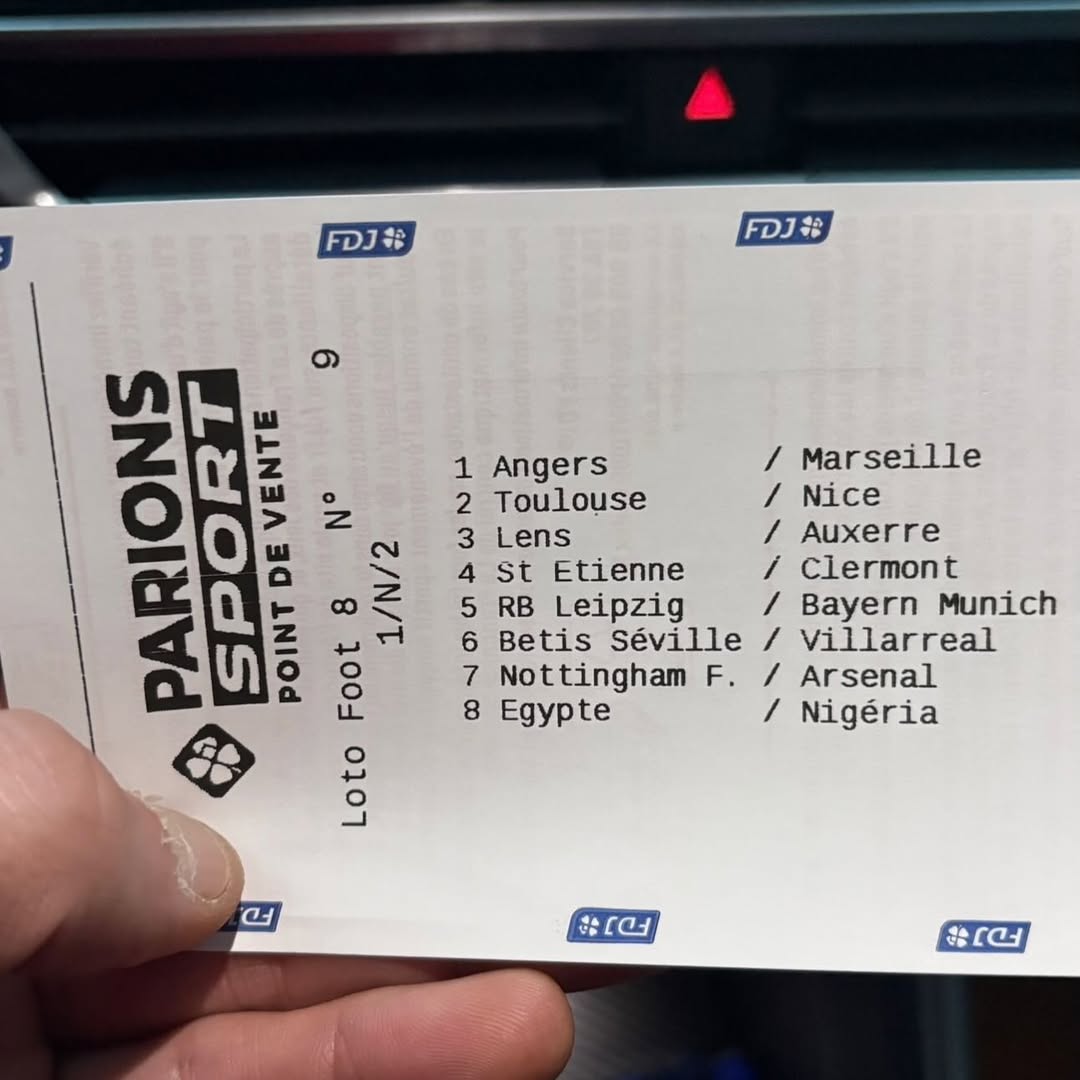 FDJ
FDJ
PARIONS
SPORT
POINT DE VENTE
Loto Foot 8 N° 9
1/N/2
1 Angers / Marseille
2 Toulouse / Nice
3 Lens / Auxerre
4 St Etienne / Clermont
5 RB Leipzig / Bayern Munich
6 Betis Séville / Villarreal
7 Nottingham F. / Arsenal
8 Egypte / Nigéria
FDJ
FDJ
FDJ